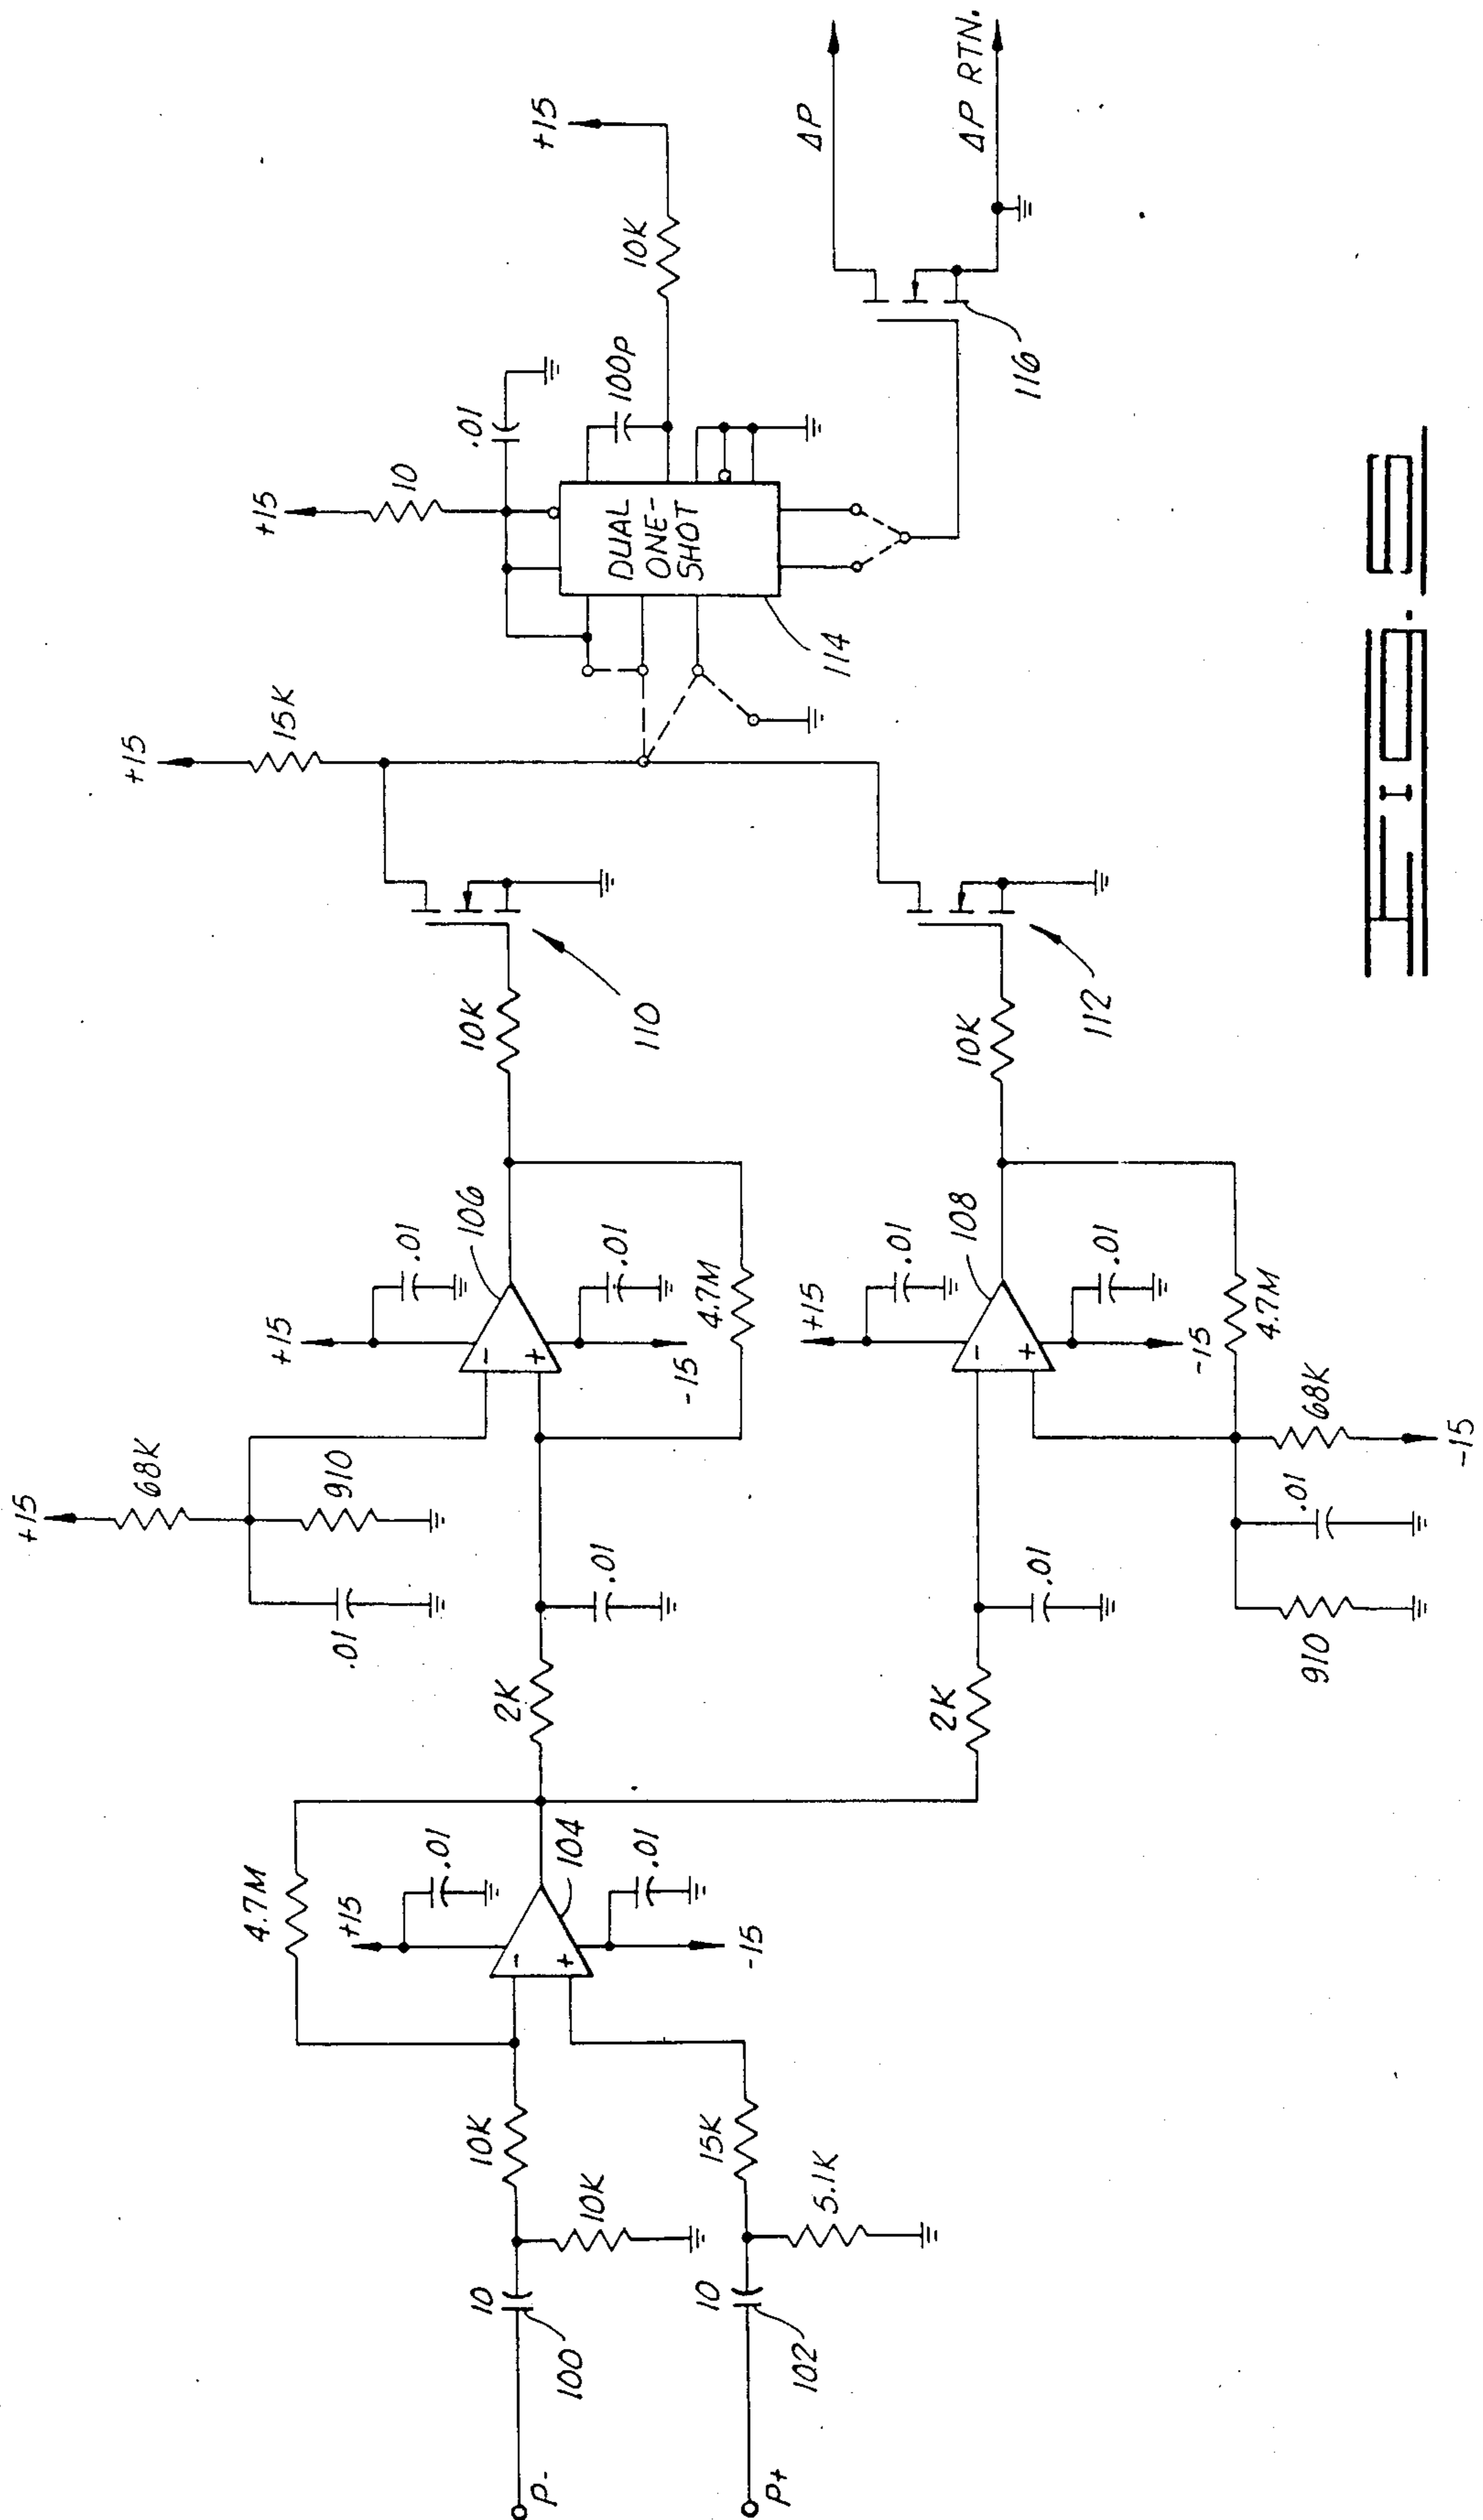 P-
10
100
10K
10K
P+
10
102
15K
5.1K
4.7M
+15
.01
-
+
104
.01
-15
2K
2K
+15
68K
.01
910
.01
+15
.01
-
+
106
.01
-15
4.7M
.01
+15
.01
-
+
108
.01
-15
4.7M
910
.01
68K
-15
10K
110
10K
112
+15
15K
+15
10
.01
DUAL
ONE-
SHOT
114
100P
10K
+15
116
ΔP
ΔP RTN.